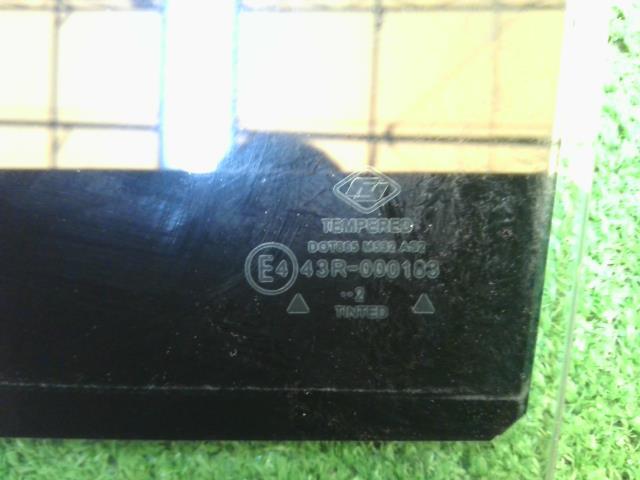 TEMPERED
DOT865 M532 AS2
E4 43R-000103
··2
TINTED